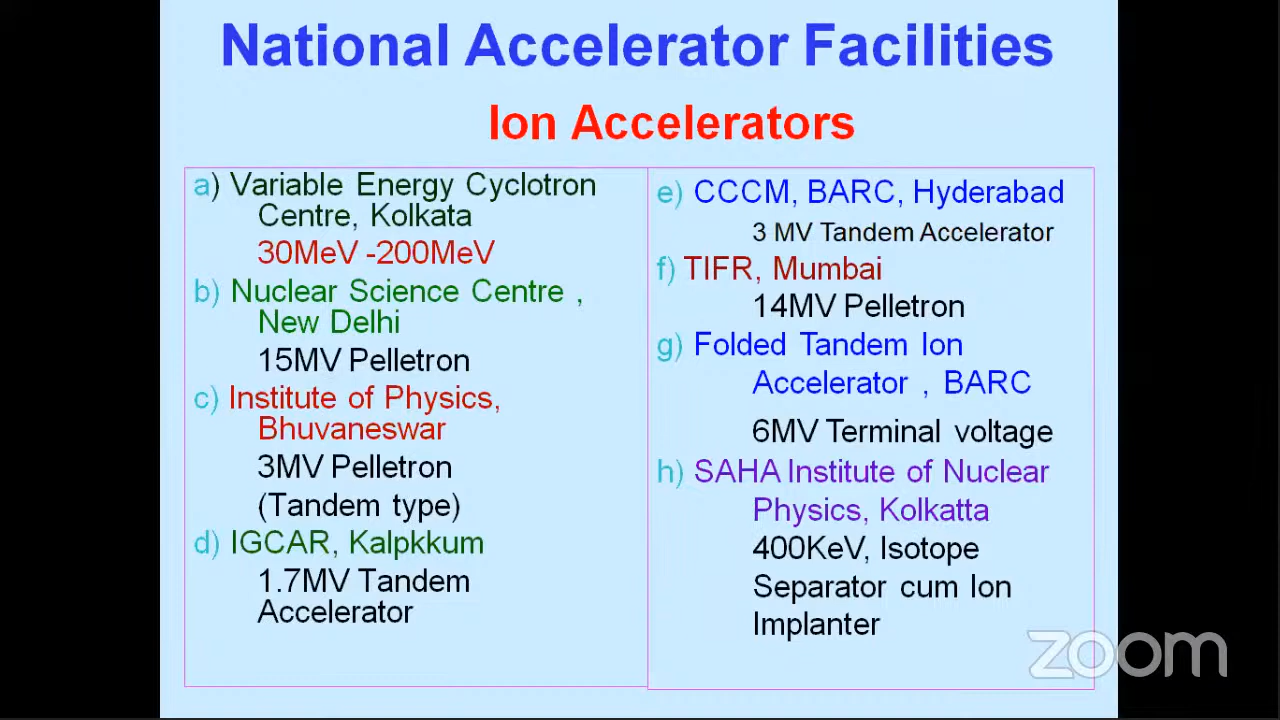 National Accelerator Facilities
Ion Accelerators
a) Variable Energy Cyclotron
Centre, Kolkata
30MeV -200MeV
b) Nuclear Science Centre ,
New Delhi
15MV Pelletron
c) Institute of Physics,
Bhuvaneswar
3MV Pelletron
(Tandem type)
d) IGCAR, Kalpkkum
1.7MV Tandem
Accelerator
e) CCCM, BARC, Hyderabad
3 MV Tandem Accelerator
f) TIFR, Mumbai
14MV Pelletron
g) Folded Tandem Ion
Accelerator , BARC
6MV Terminal voltage
h) SAHA Institute of Nuclear
Physics, Kolkatta
400KeV, Isotope
Separator cum Ion
Implanter
zoom